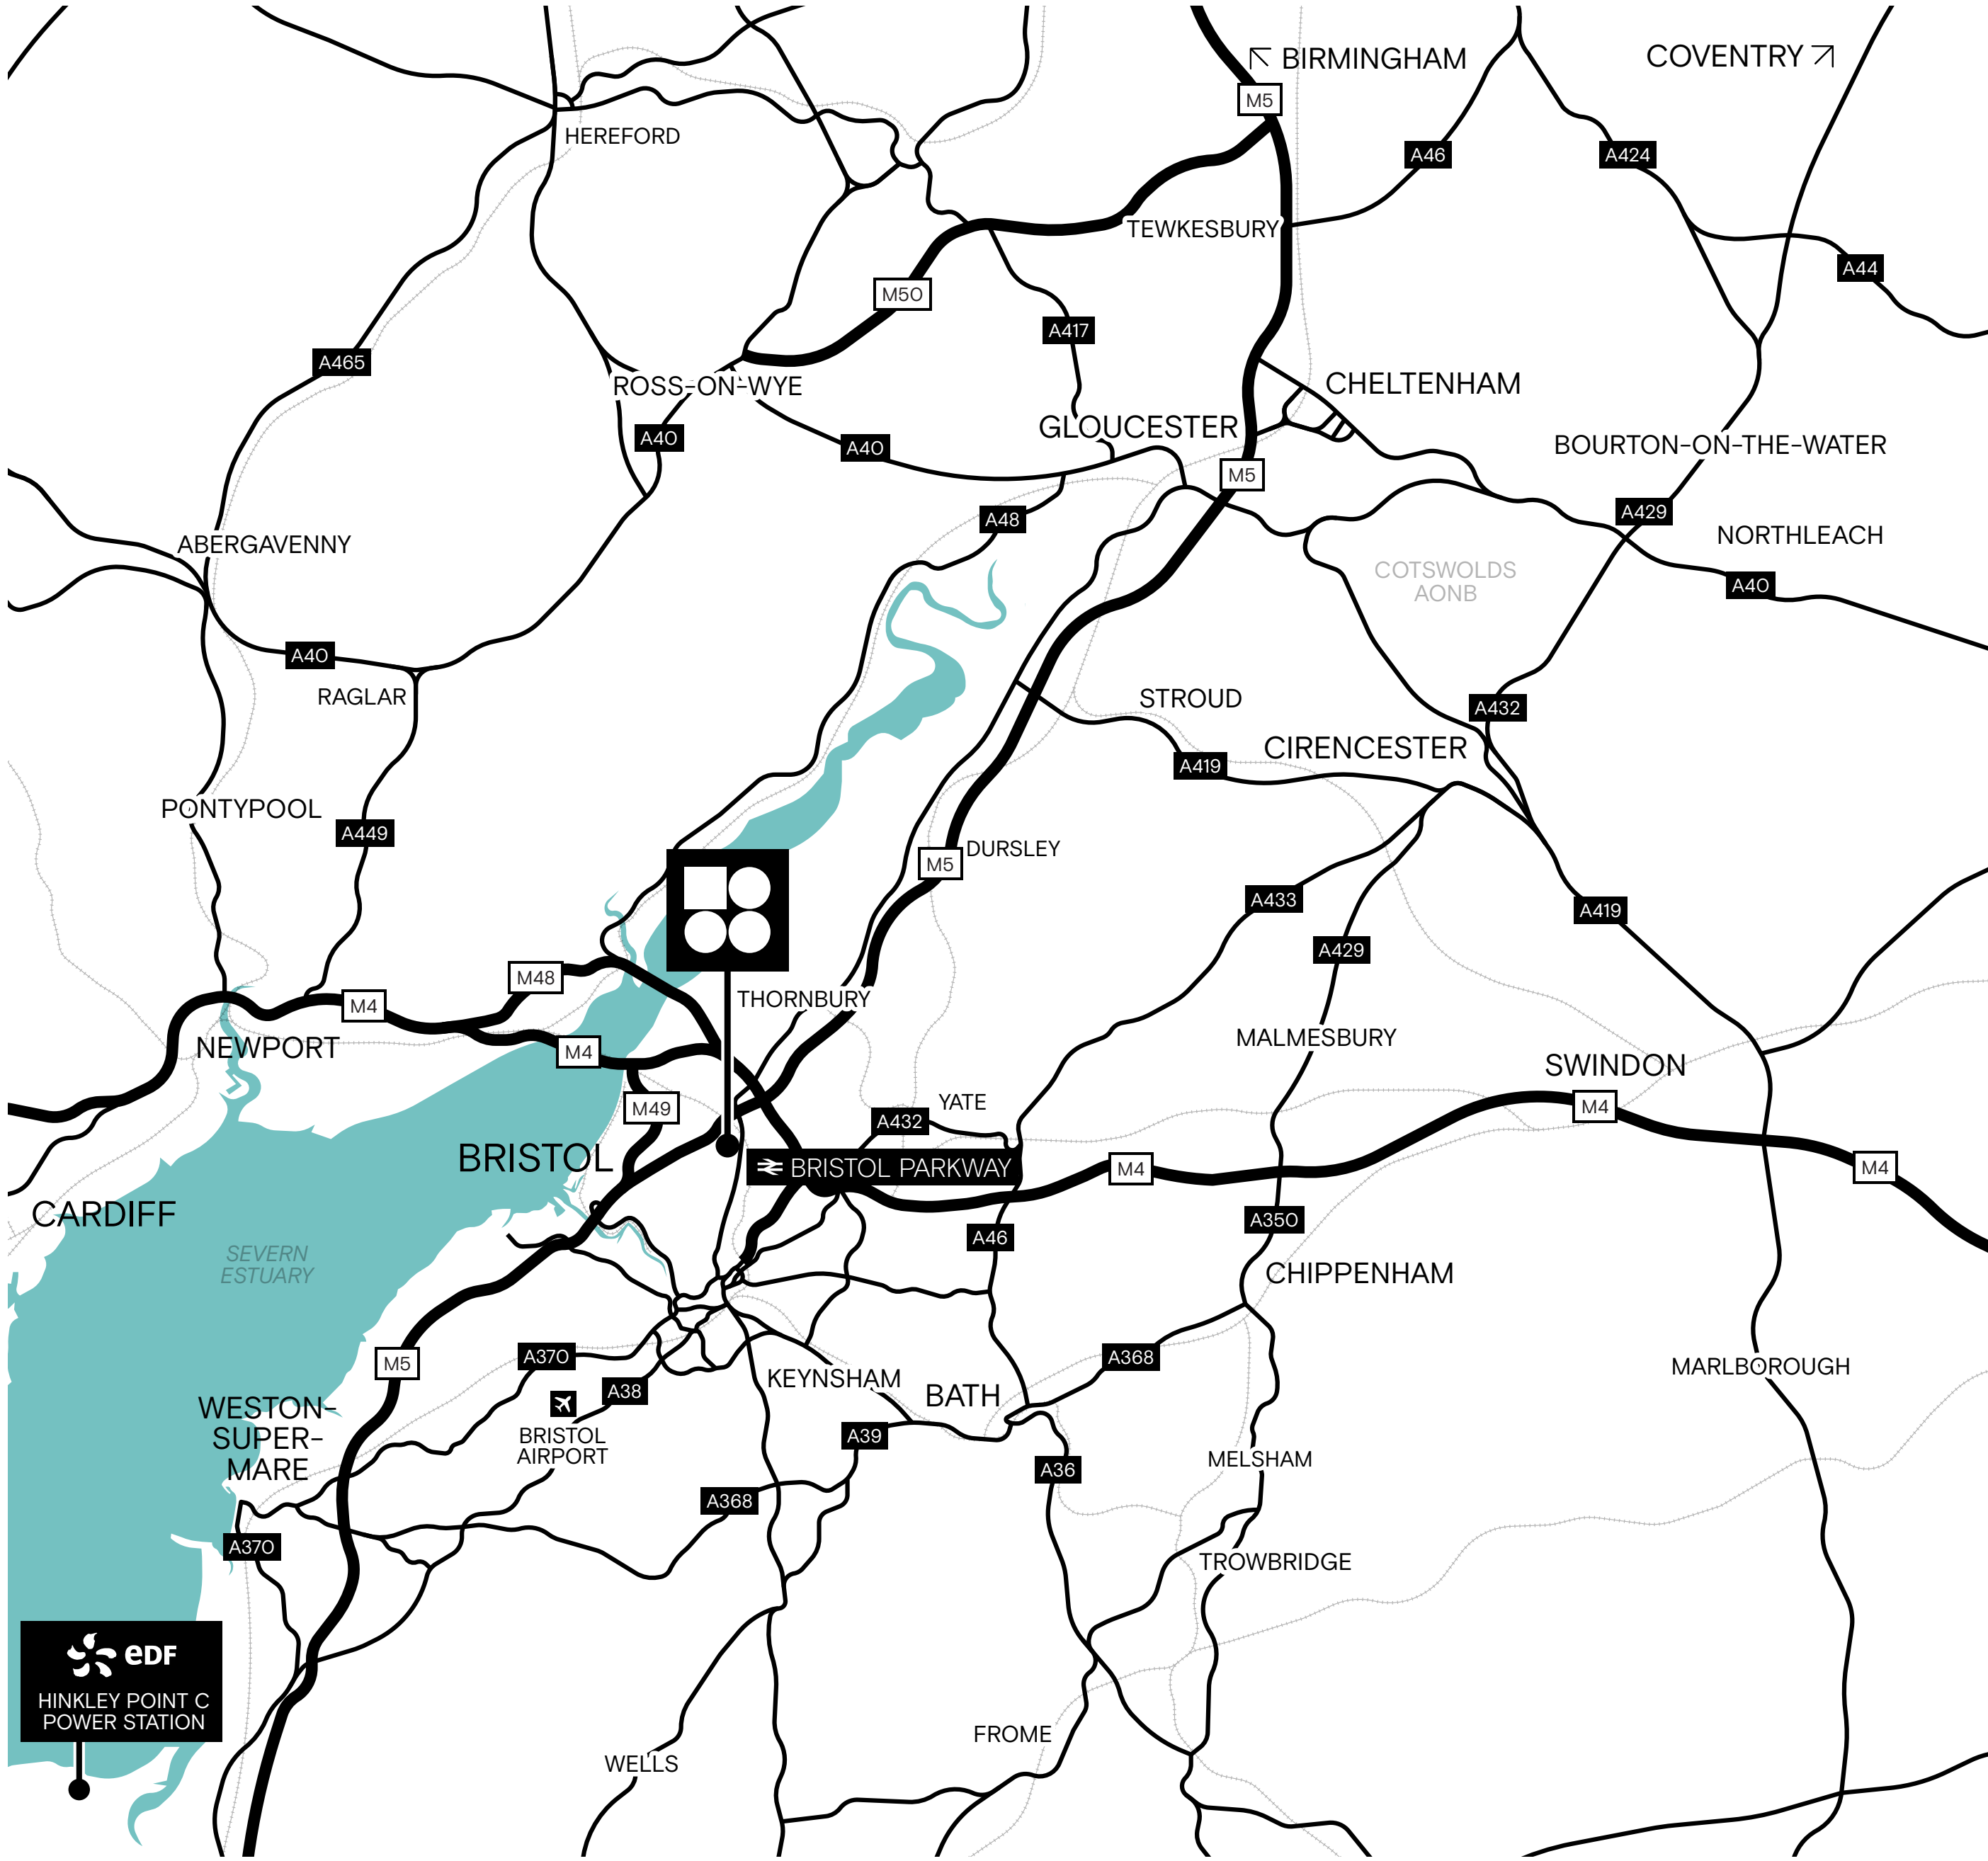 BIRMINGHAM
COVENTRY
M5
HEREFORD
A46
A424
TEWKESBURY
A44
M50
A417
A465
ROSS-ON-WYE
CHELTENHAM
GLOUCESTER
A40
A40
BOURTON-ON-THE-WATER
M5
A429
A48
NORTHLEACH
ABERGAVENNY
COTSWOLDS
AONB
A40
A40
RAGLAR
STROUD
A432
CIRENCESTER
A419
PONTYPOOL
A449
M5
DURSLEY
A433
A419
A429
M48
THORNBURY
M4
MALMESBURY
NEWPORT
M4
SWINDON
M49
YATE
M4
A432
BRISTOL
BRISTOL PARKWAY
M4
M4
CARDIFF
A350
A46
SEVERN
ESTUARY
CHIPPENHAM
A370
A368
M5
MARLBOROUGH
KEYNSHAM
A38
BATH
WESTON-
SUPER-
MARE
BRISTOL
AIRPORT
A39
MELSHAM
A36
A368
A370
TROWBRIDGE
eDF
HINKLEY POINT C
POWER STATION
FROME
WELLS